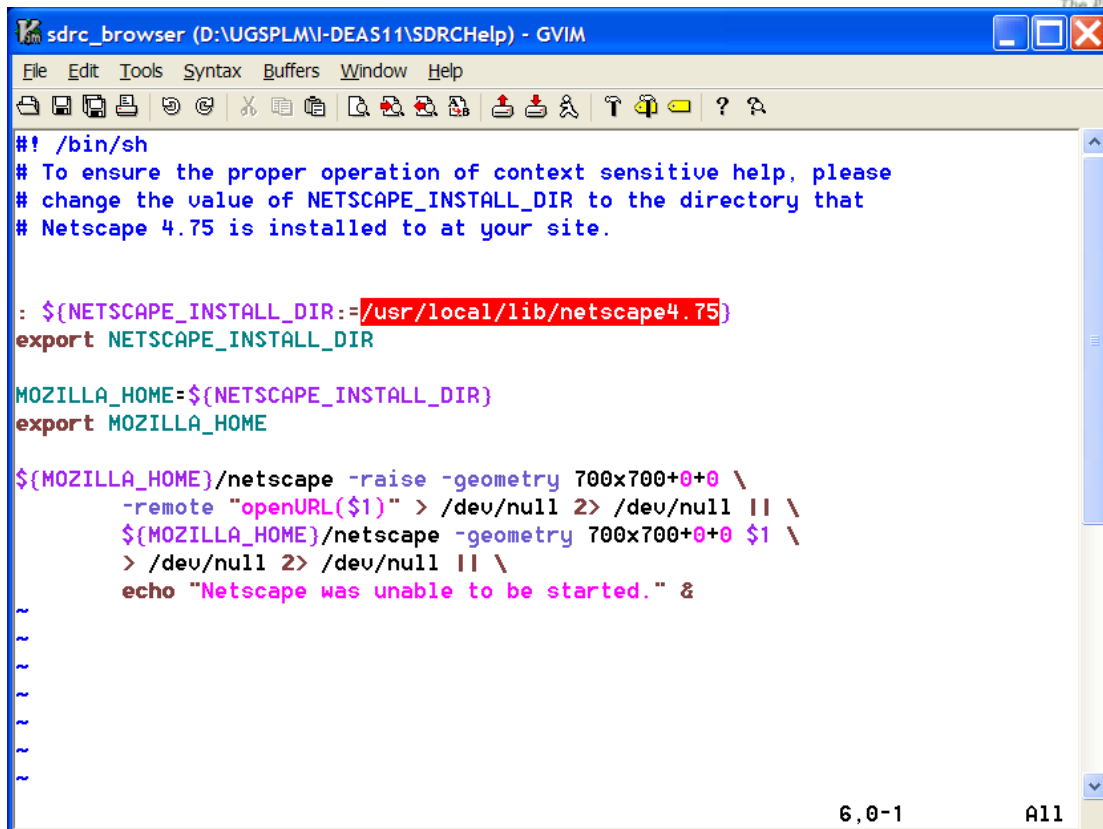 The P
sdrc_browser (D:\UGSPLM\I-DEAS11\SDRCHelp) - GVIM
File Edit Tools Syntax Buffers Window Help
#! /bin/sh
# To ensure the proper operation of context sensitive help, please
# change the value of NETSCAPE_INSTALL_DIR to the directory that
# Netscape 4.75 is installed to at your site.
: ${NETSCAPE_INSTALL_DIR:=/usr/local/lib/netscape4.75}
export NETSCAPE_INSTALL_DIR
MOZILLA_HOME=${NETSCAPE_INSTALL_DIR}
export MOZILLA_HOME
${MOZILLA_HOME}/netscape -raise -geometry 700x700+0+0 \
-remote "openURL($1)" > /dev/null 2> /dev/null || \
${MOZILLA_HOME}/netscape -geometry 700x700+0+0 $1 \
> /dev/null 2> /dev/null || \
echo "Netscape was unable to be started." &
~
~
~
~
~
~
~
6,0-1 All